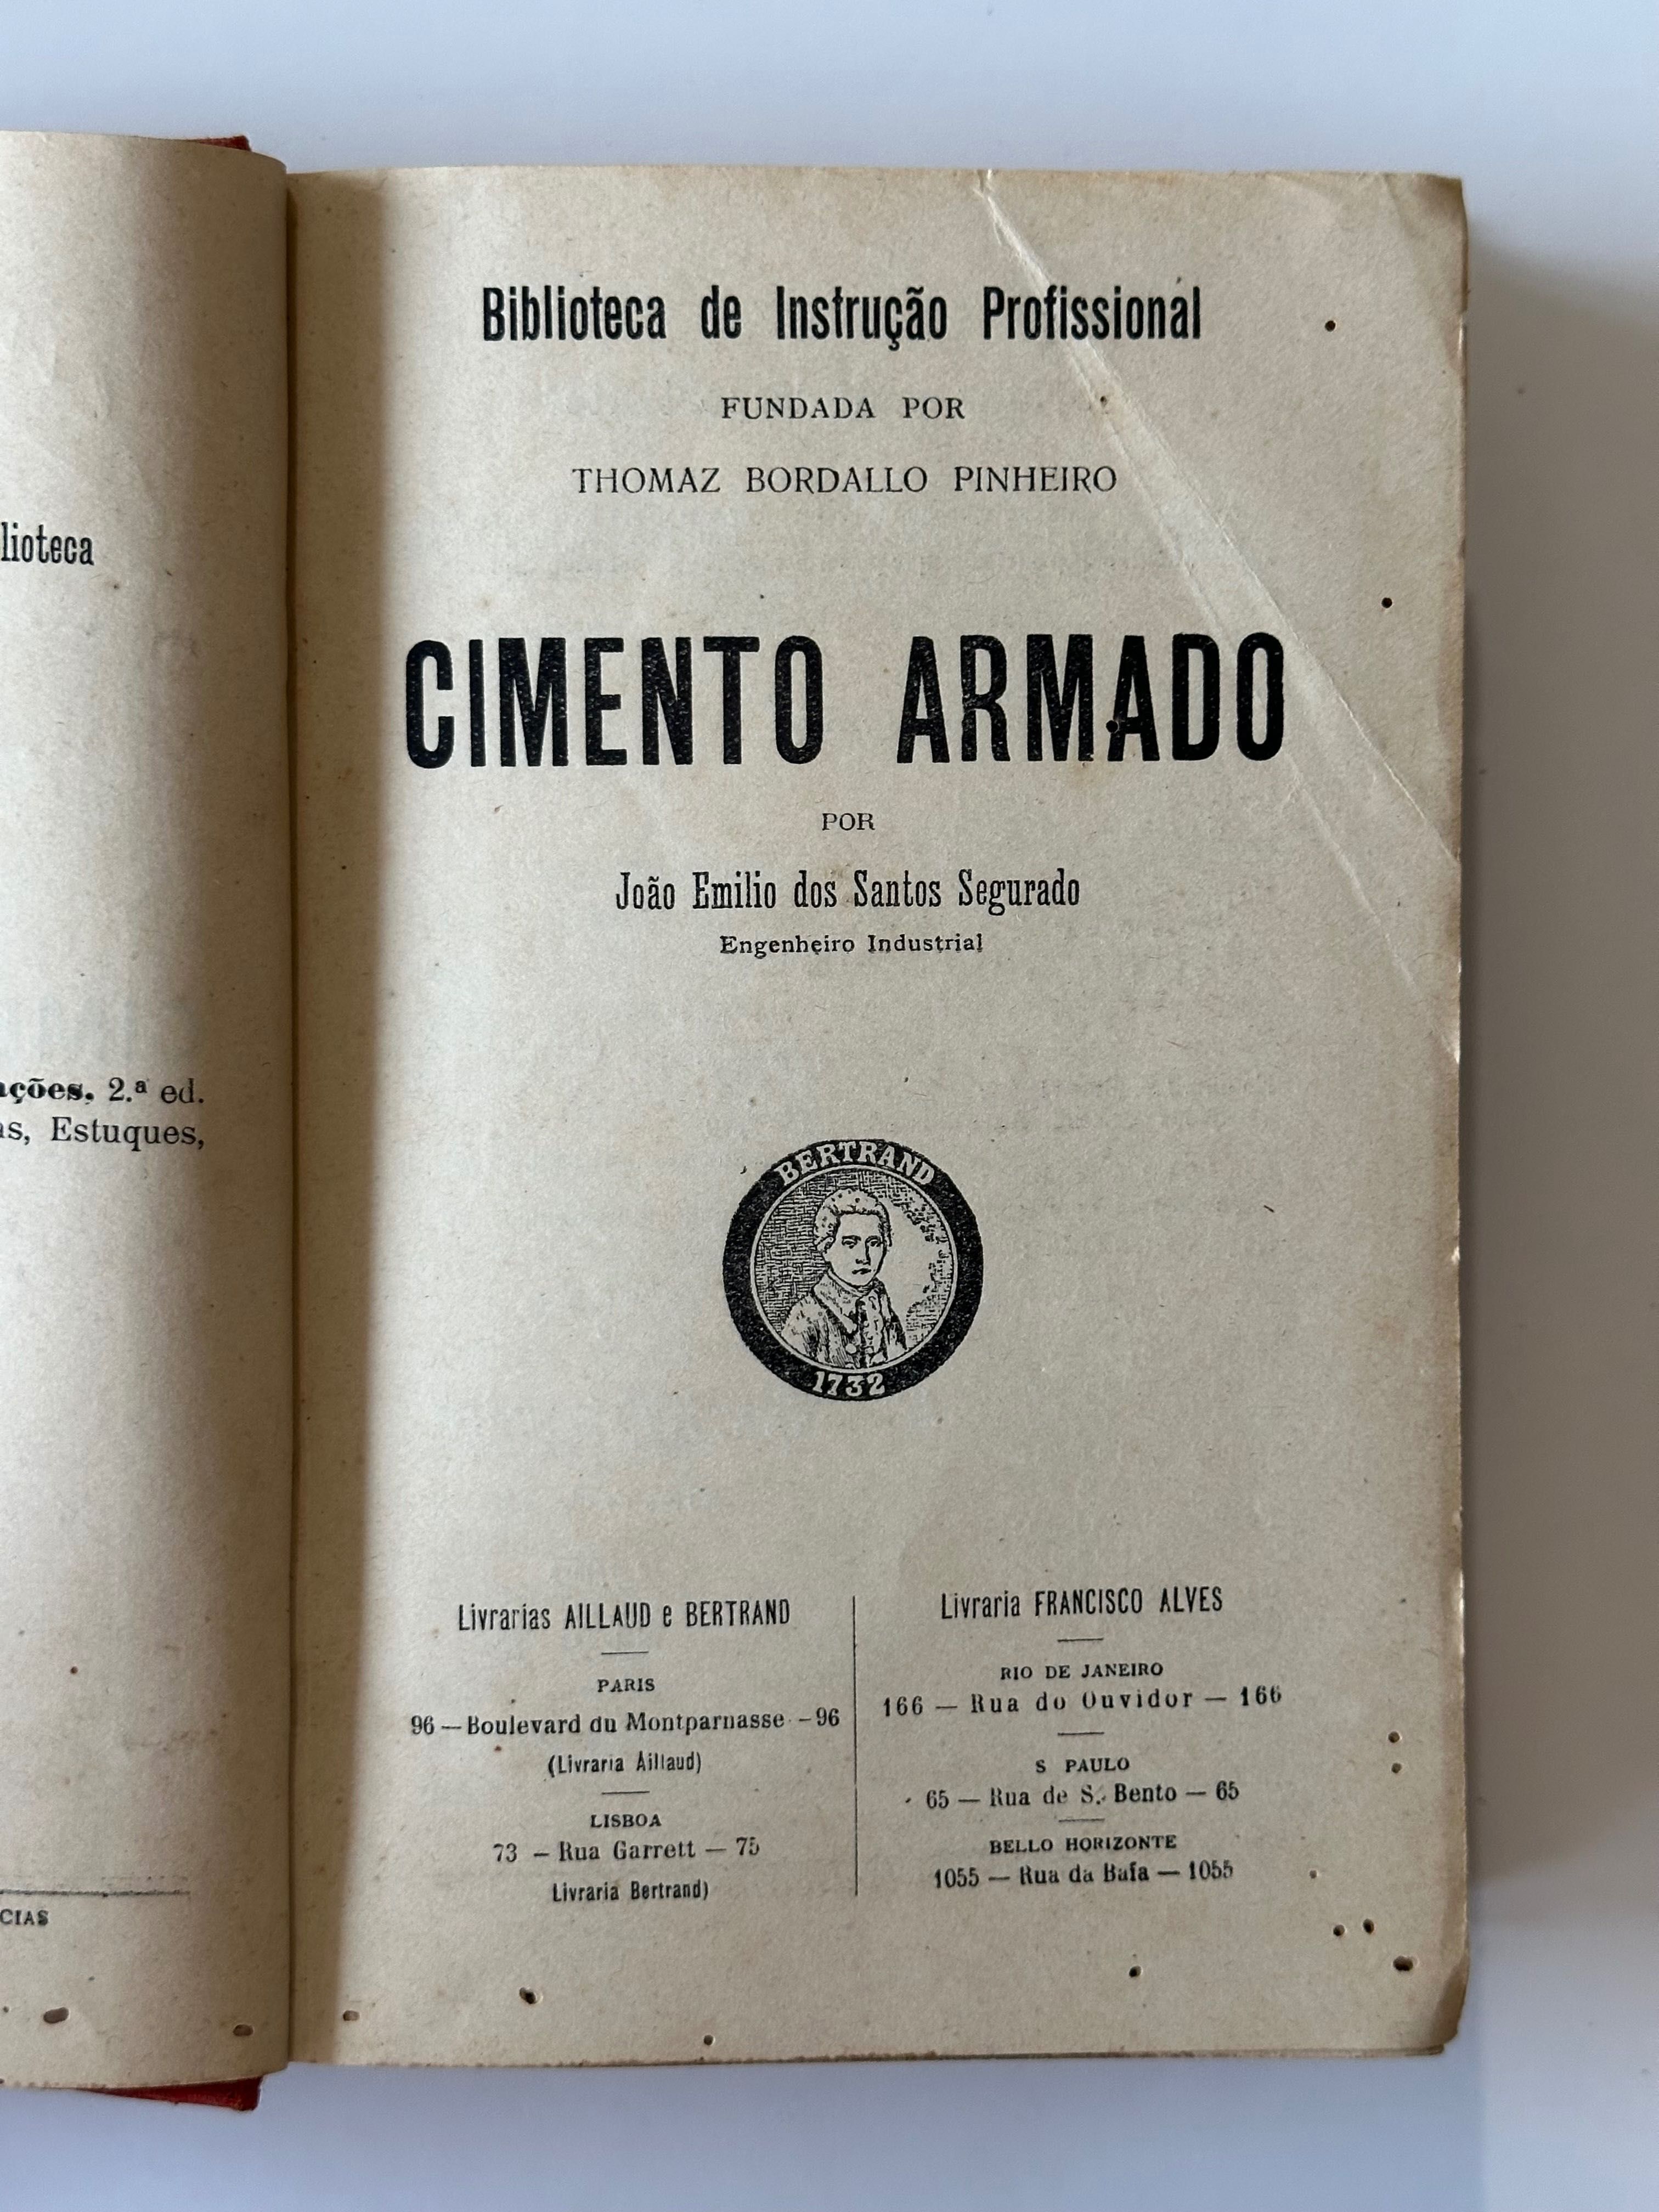 lioteca
ações. 2.ª ed.
as, Estuques,
CIAS
Biblioteca de Instrução Profissional
FUNDADA POR
THOMAZ BORDALLO PINHEIRO
CIMENTO ARMADO
POR
João Emilio dos Santos Segurado
Engenheiro Industrial
BERTRAND
1732
Livrarias AILLAUD e BERTRAND
PARIS
96 — Boulevard du Montparnasse - — 96
(Livraria Aillaud)
LISBOA
73 — Rua Garrett — 75
Livraria Bertrand)
Livraria FRANCISCO ALVES
RIO DE JANEIRO
166 — Rua do Ouvidor — 166
S PAULO
65 — Rua de S. Bento — 65
BELLO HORIZONTE
1055 — Rua da Baía — 1055